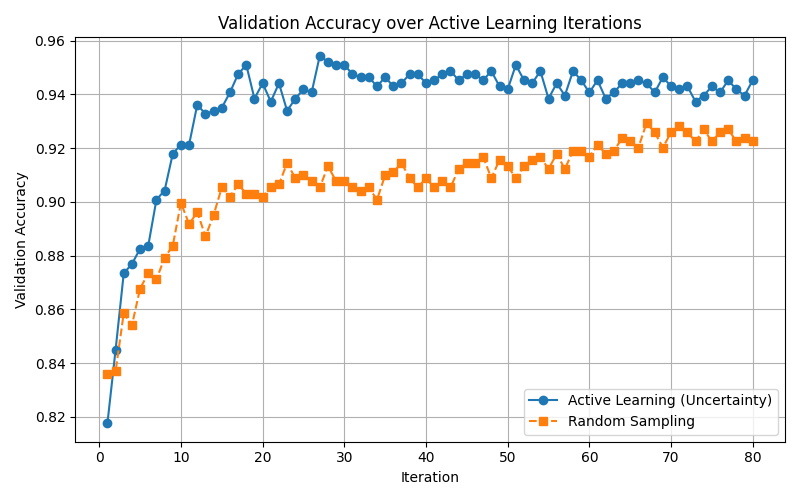 Validation Accuracy over Active Learning Iterations
Validation Accuracy
0.96
0.94
0.92
0.90
0.88
0.86
0.84
0.82
Active Learning (Uncertainty)
Random Sampling
0 10 20 30 40 50 60 70 80
Iteration